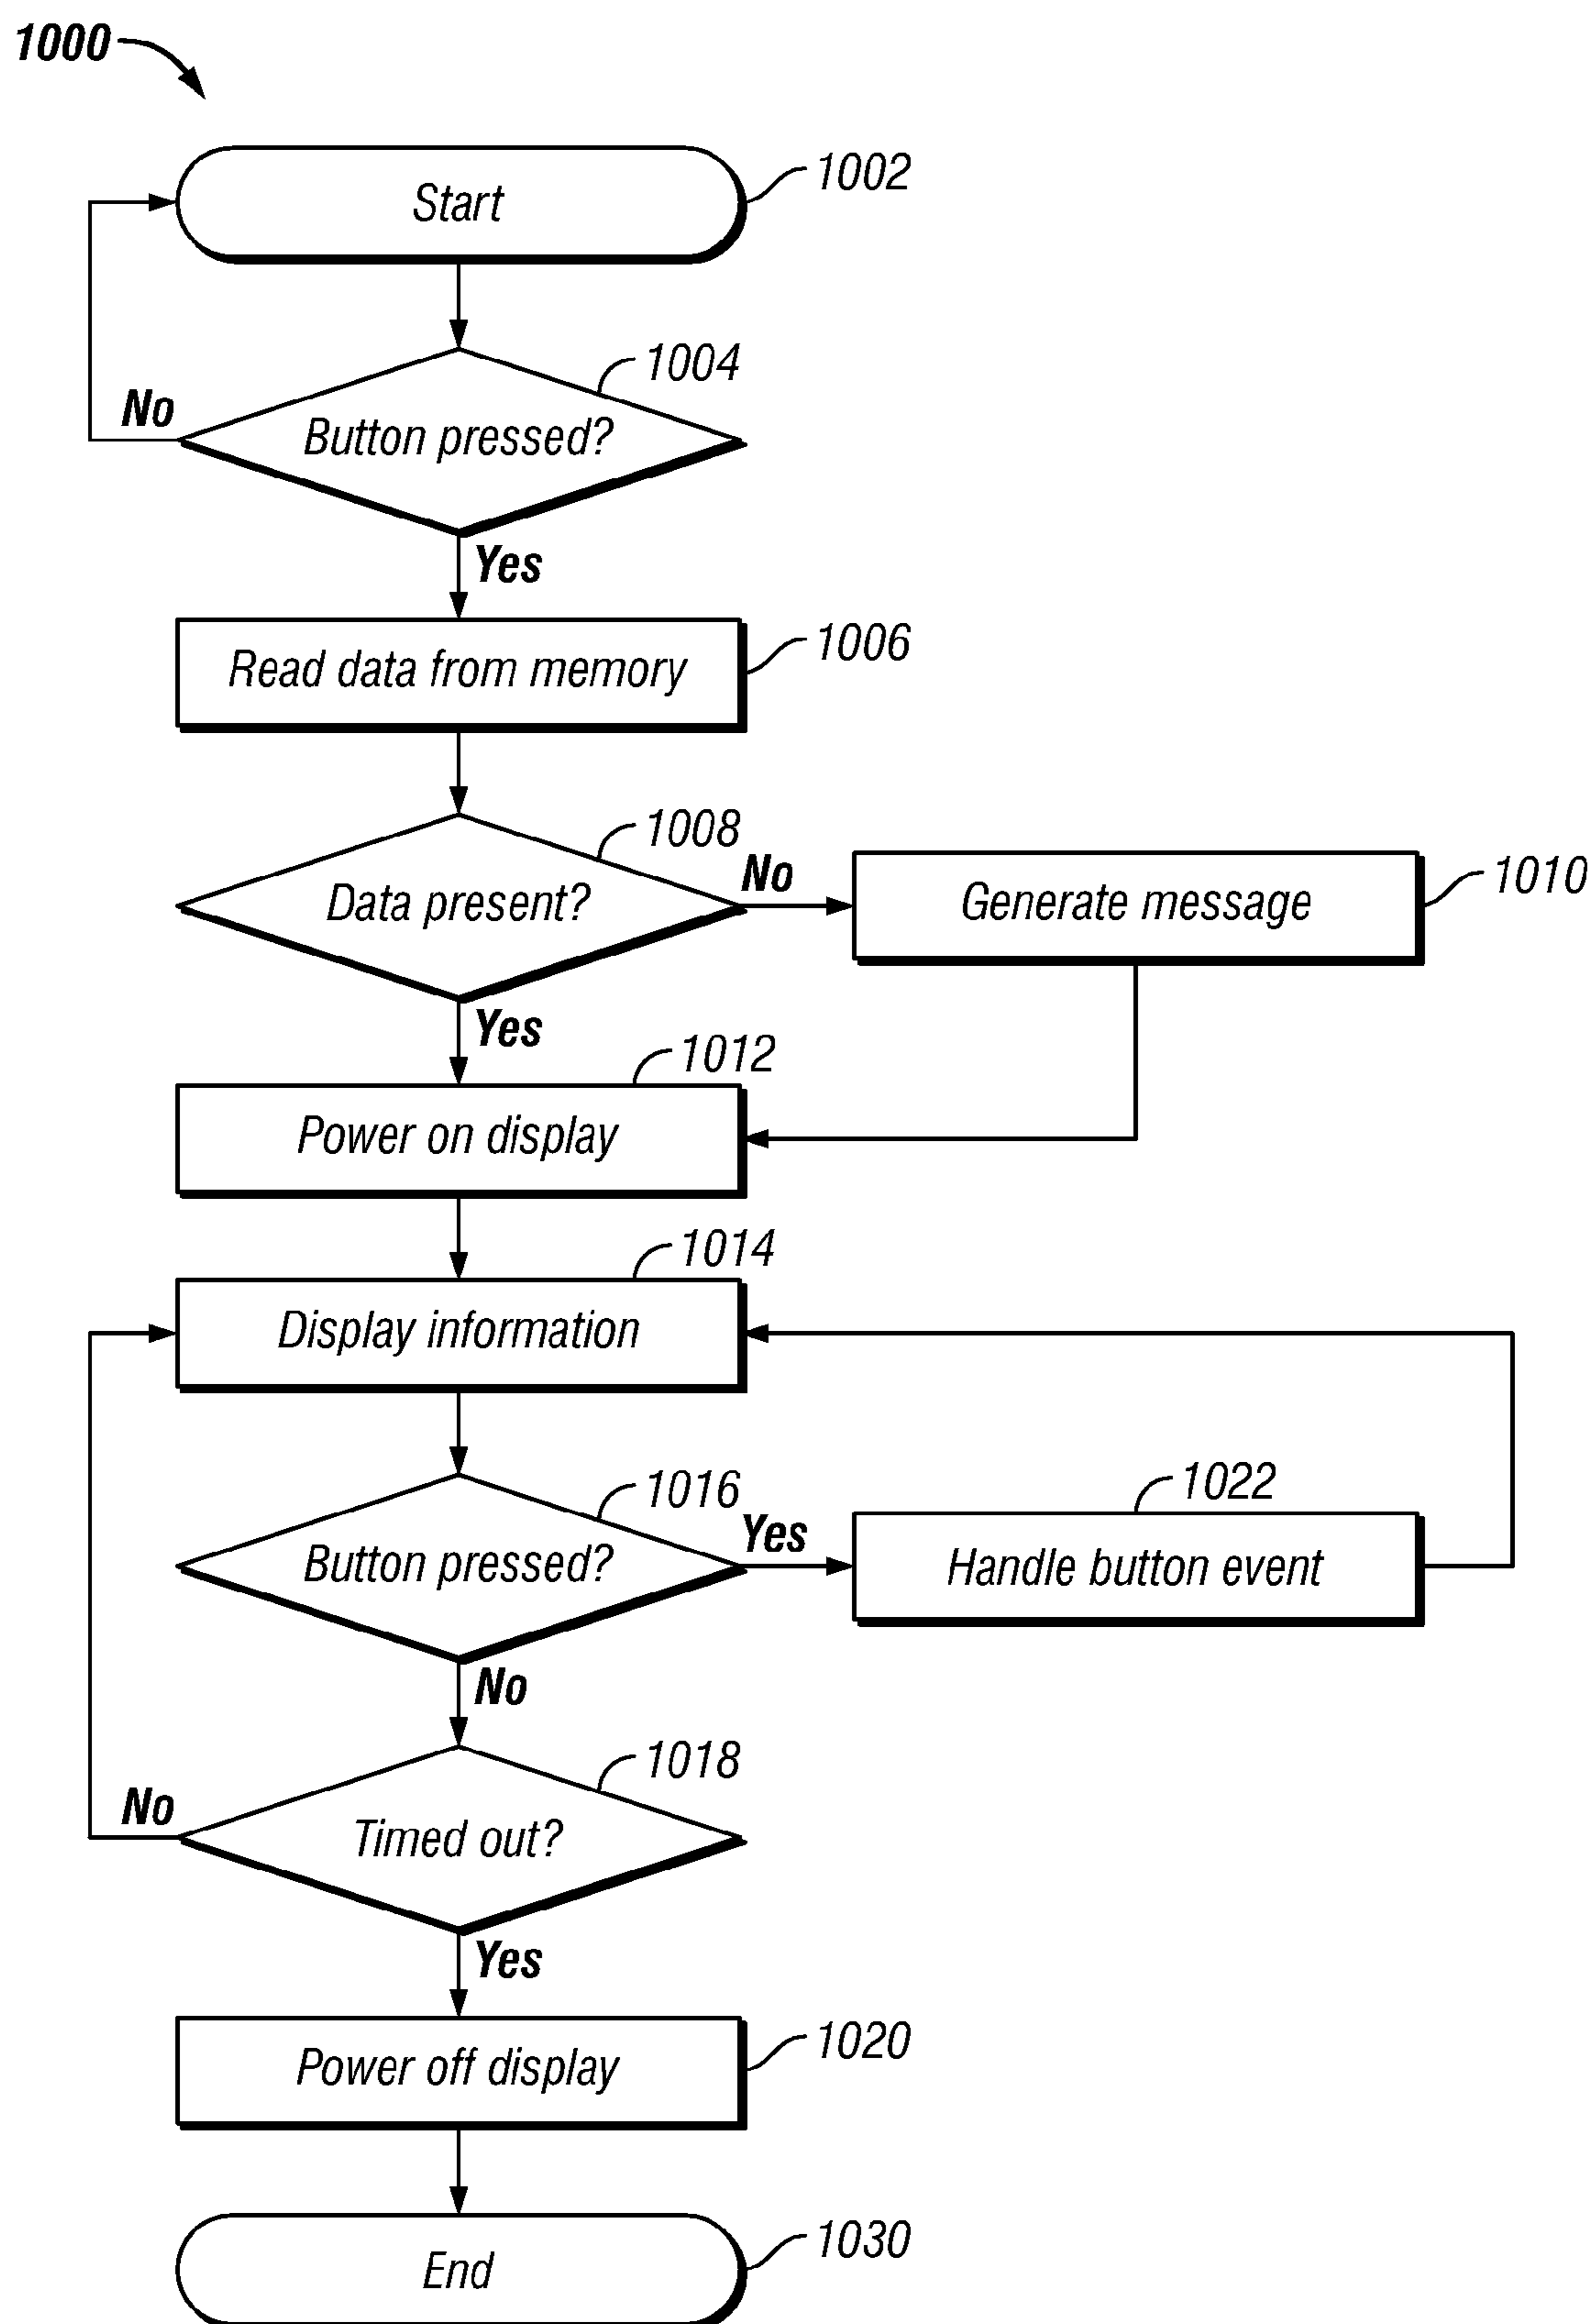 1000
Start
1002
1004
Button pressed?
No
Yes
Read data from memory
1006
1008
Data present?
No
Generate message
1010
Yes
1012
Power on display
1014
Display information
1016
Button pressed?
Yes
1022
Handle button event
No
1018
Timed out?
No
Yes
Power off display
1020
End
1030